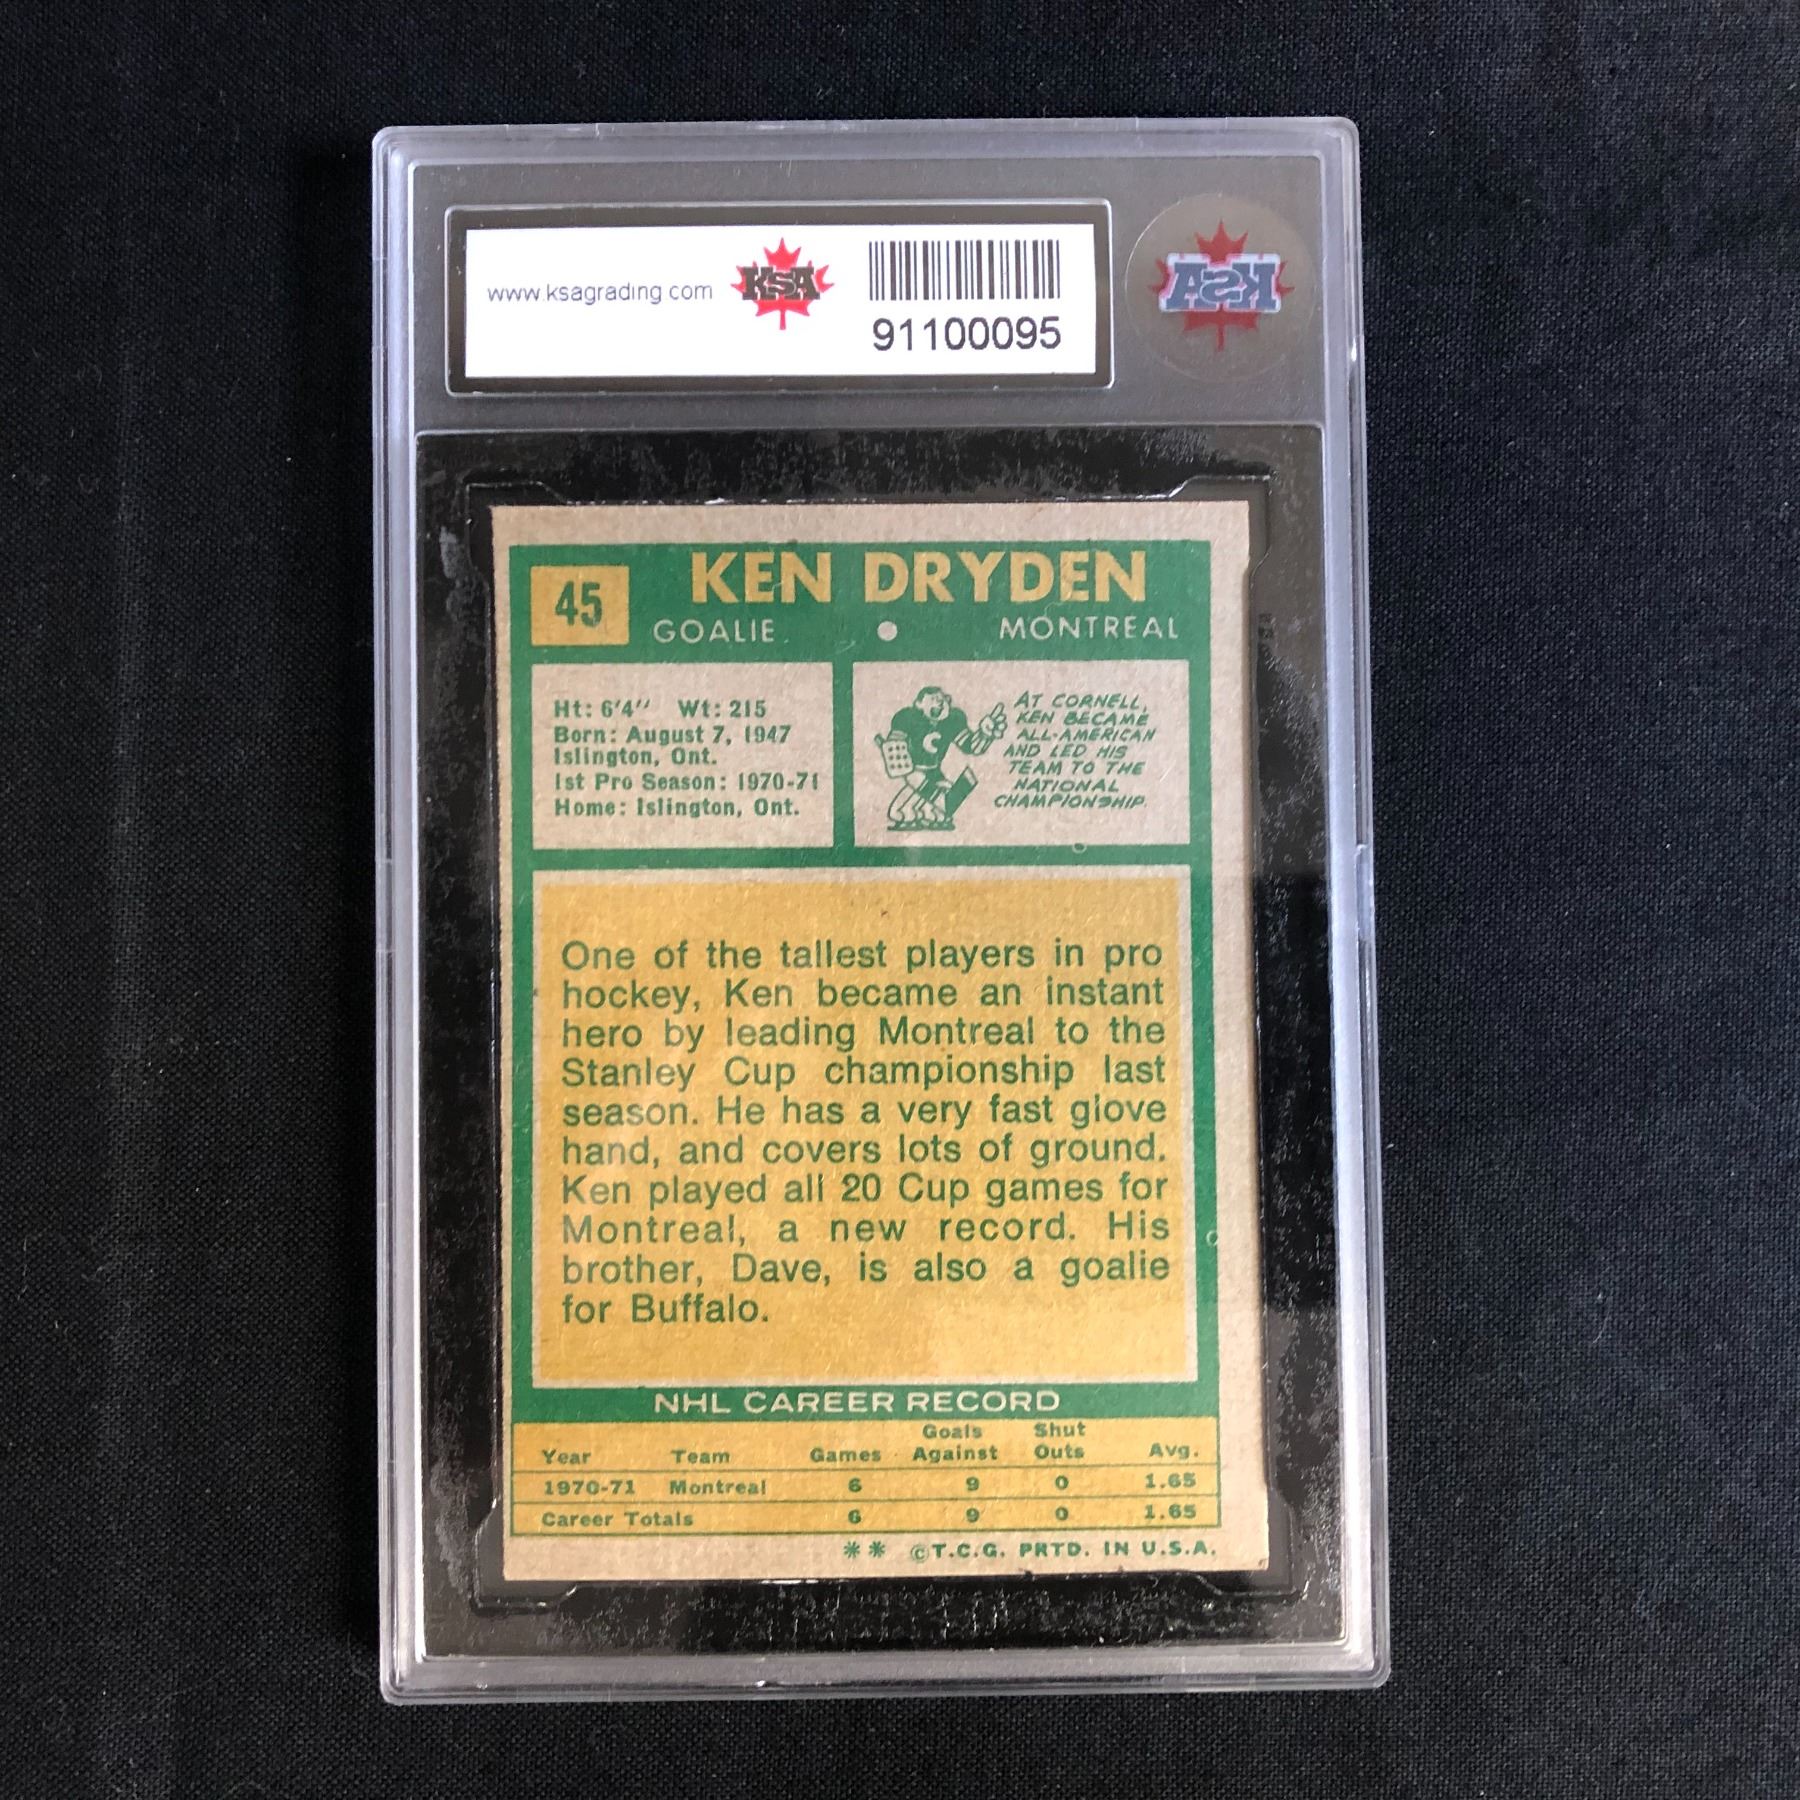 www.ksagrading.com
KSA
91100095
KSA
45
KEN DRYDEN
GOALIE
MONTREAL
Ht: 6'4" Wt: 215
Born: August 7, 1947
Islington, Ont.
1st Pro Season: 1970-71
Home: Islington, Ont.
C
AT CORNELL,
KEN BECAME
ALL-AMERICAN
AND LED HIS
TEAM TO THE
NATIONAL
CHAMPIONSHIP.
One of the tallest players in pro
hockey, Ken became an instant
hero by leading Montreal to the
Stanley Cup championship last
season. He has a very fast glove
hand, and covers lots of ground.
Ken played all 20 Cup games for
Montreal, a new record. His
brother, Dave, is also a goalie
for Buffalo.
NHL CAREER RECORD
Year Team Games Goals Against Shut Outs Avg.
1970-71 Montreal 6 9 0 1.65
Career Totals 6 9 0 1.65
** ©T.C.G. PRTD. IN U.S.A.